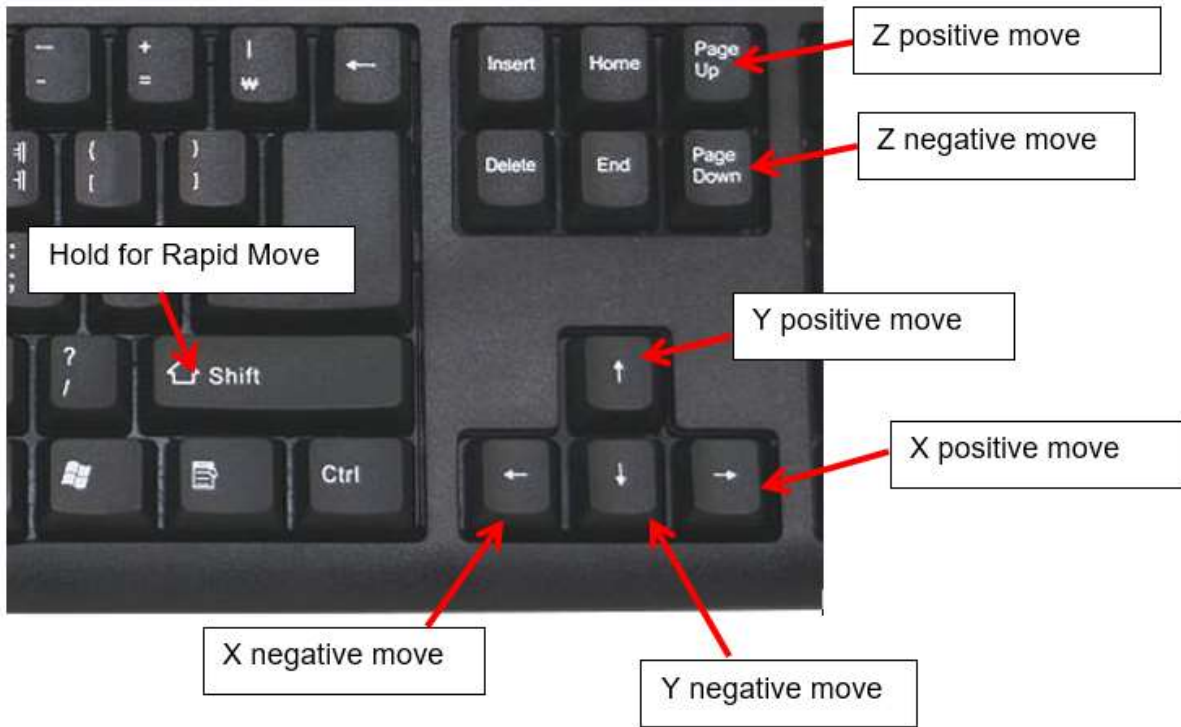 Z positive move
Z negative move
Hold for Rapid Move
Y positive move
X positive move
X negative move
Y negative move
—
-
+
=
|
₩
←
Insert
Home
Page
Up
Delete
End
Page
Down
ㅖ
ㅔ
{
[
}
]
:
;
?
/
Shift
Ctrl
↑
←
↓
→